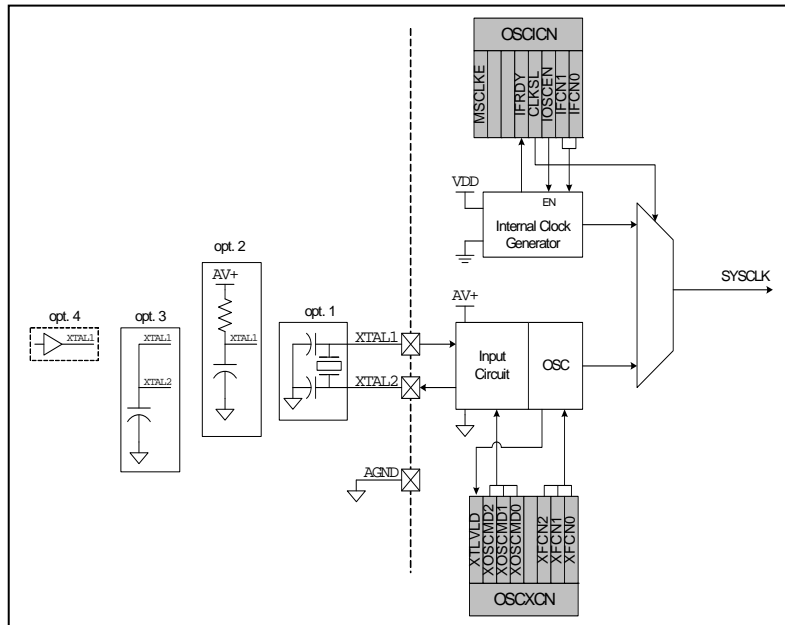 OSCICN
MSCLKE
IFRDY
CLKSL
IOSCEN
IFCN1
IFCN0
VDD
EN
Internal Clock
Generator
SYSCLK
opt. 2
AV+
XTAL1
opt. 1
AV+
opt. 4
XTAL1
opt. 3
XTAL1
XTAL2
XTAL1
XTAL2
Input
Circuit
OSC
AGND
XTLVLD
XOSCMD2
XOSCMD1
XOSCMD0
XFCN2
XFCN1
XFCN0
OSCXCN